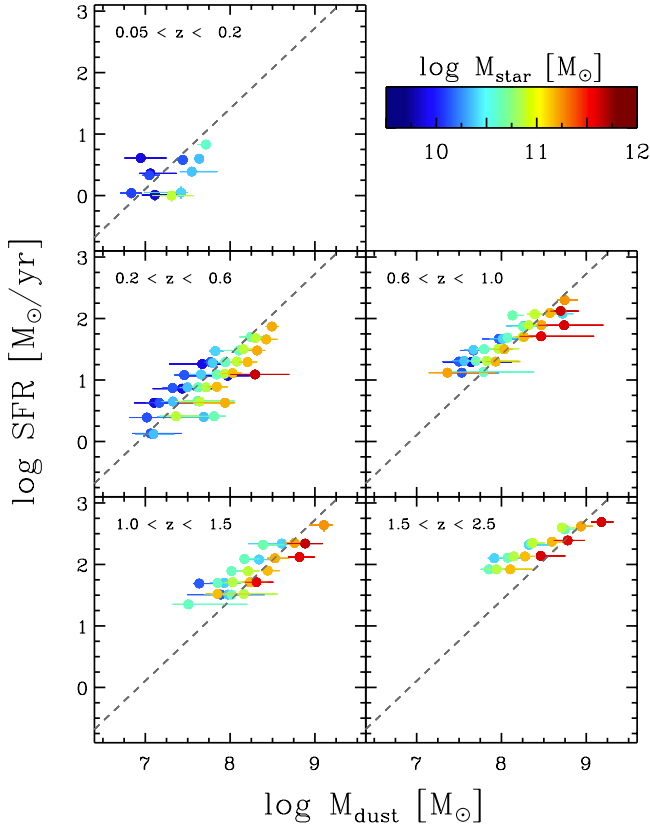 3
0.05 < z < 0.2
2
1
0
log M_star [M_⊙]
10 11 12
3
0.2 < z < 0.6
2
1
0
0.6 < z < 1.0
log SFR [M_⊙/yr]
3
1.0 < z < 1.5
2
1
0
1.5 < z < 2.5
7 8 9
7 8 9
log M_dust [M_⊙]